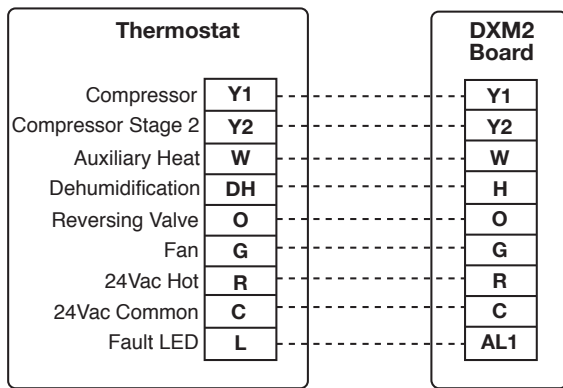 Thermostat
DXM2
Board
Compressor Y1 Y1
Compressor Stage 2 Y2 Y2
Auxiliary Heat W W
Dehumidification DH H
Reversing Valve O O
Fan G G
24Vac Hot R R
24Vac Common C C
Fault LED L AL1